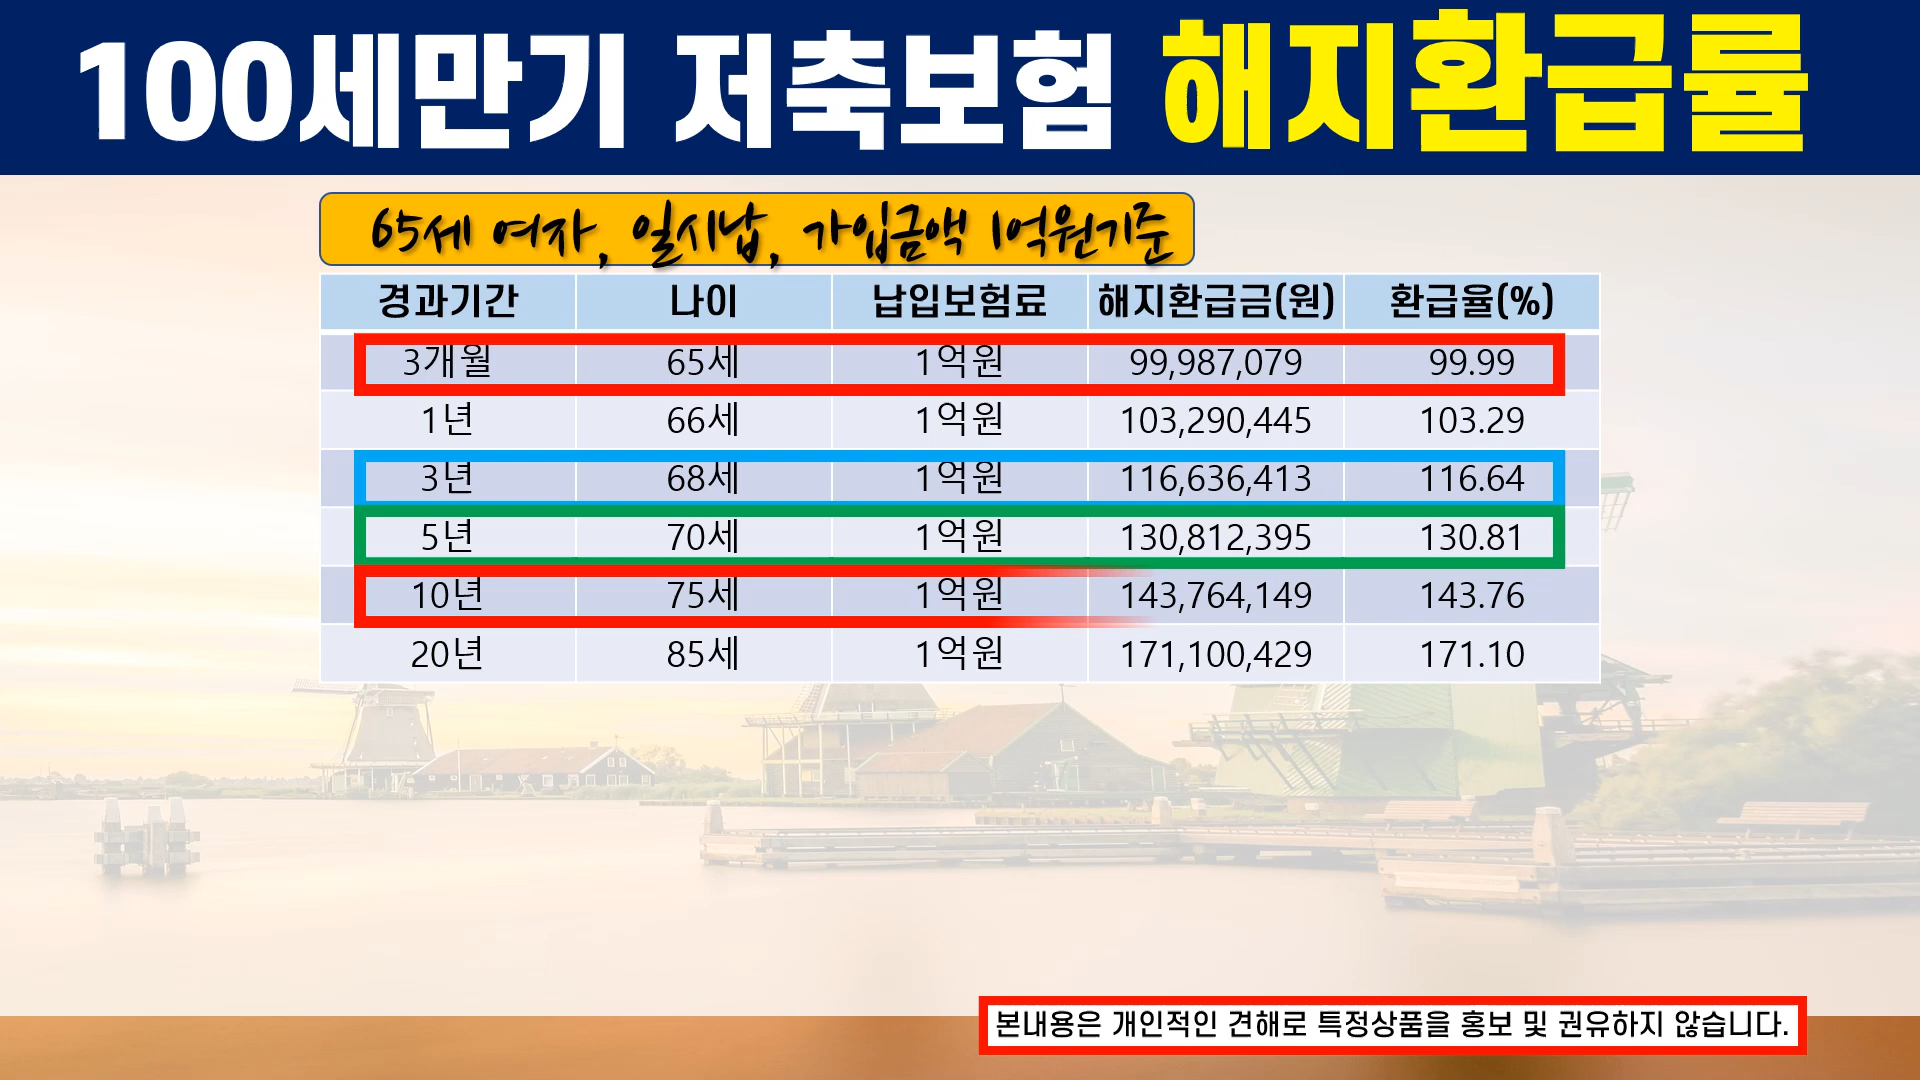 100세만기 저축보험 해지환급률
65세 여자, 일시납, 가입금액 1억원기준
경과기간 나이 납입보험료 해지환급금(원) 환급율(%)
3개월 65세 1억원 99,987,079 99.99
1년 66세 1억원 103,290,445 103.29
3년 68세 1억원 116,636,413 116.64
5년 70세 1억원 130,812,395 130.81
10년 75세 1억원 143,764,149 143.76
20년 85세 1억원 171,100,429 171.10
본내용은 개인적인 견해로 특정상품을 홍보 및 권유하지 않습니다.